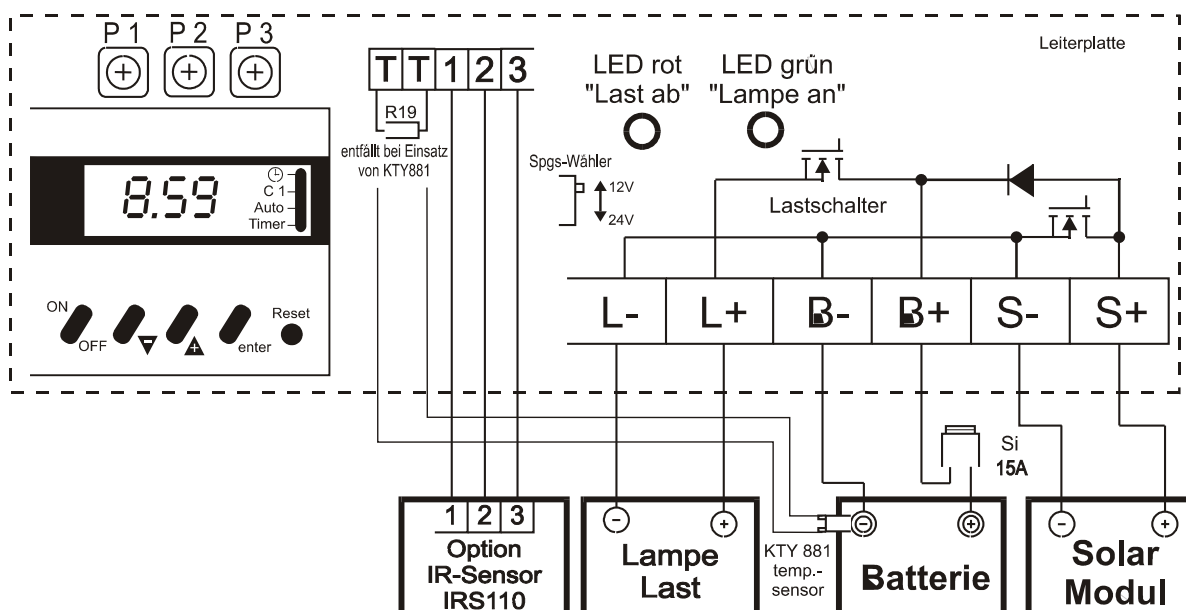 P 1 P 2 P 3
Leiterplatte
T T 1 2 3
LED rot
"Last ab"
LED grün
"Lampe an"
R19
entfällt bei Einsatz
von KTY881
Spgs-Wähler
12V
24V
Lastschalter
8.59
C 1
Auto
Timer
ON
OFF
-
+
enter
Reset
L- L+ B- B+ S- S+
Si
15A
1 2 3
Option
IR-Sensor
IRS110
- +
Lampe
Last
KTY 881
temp.-
sensor
- +
Batterie
- +
Solar
Modul